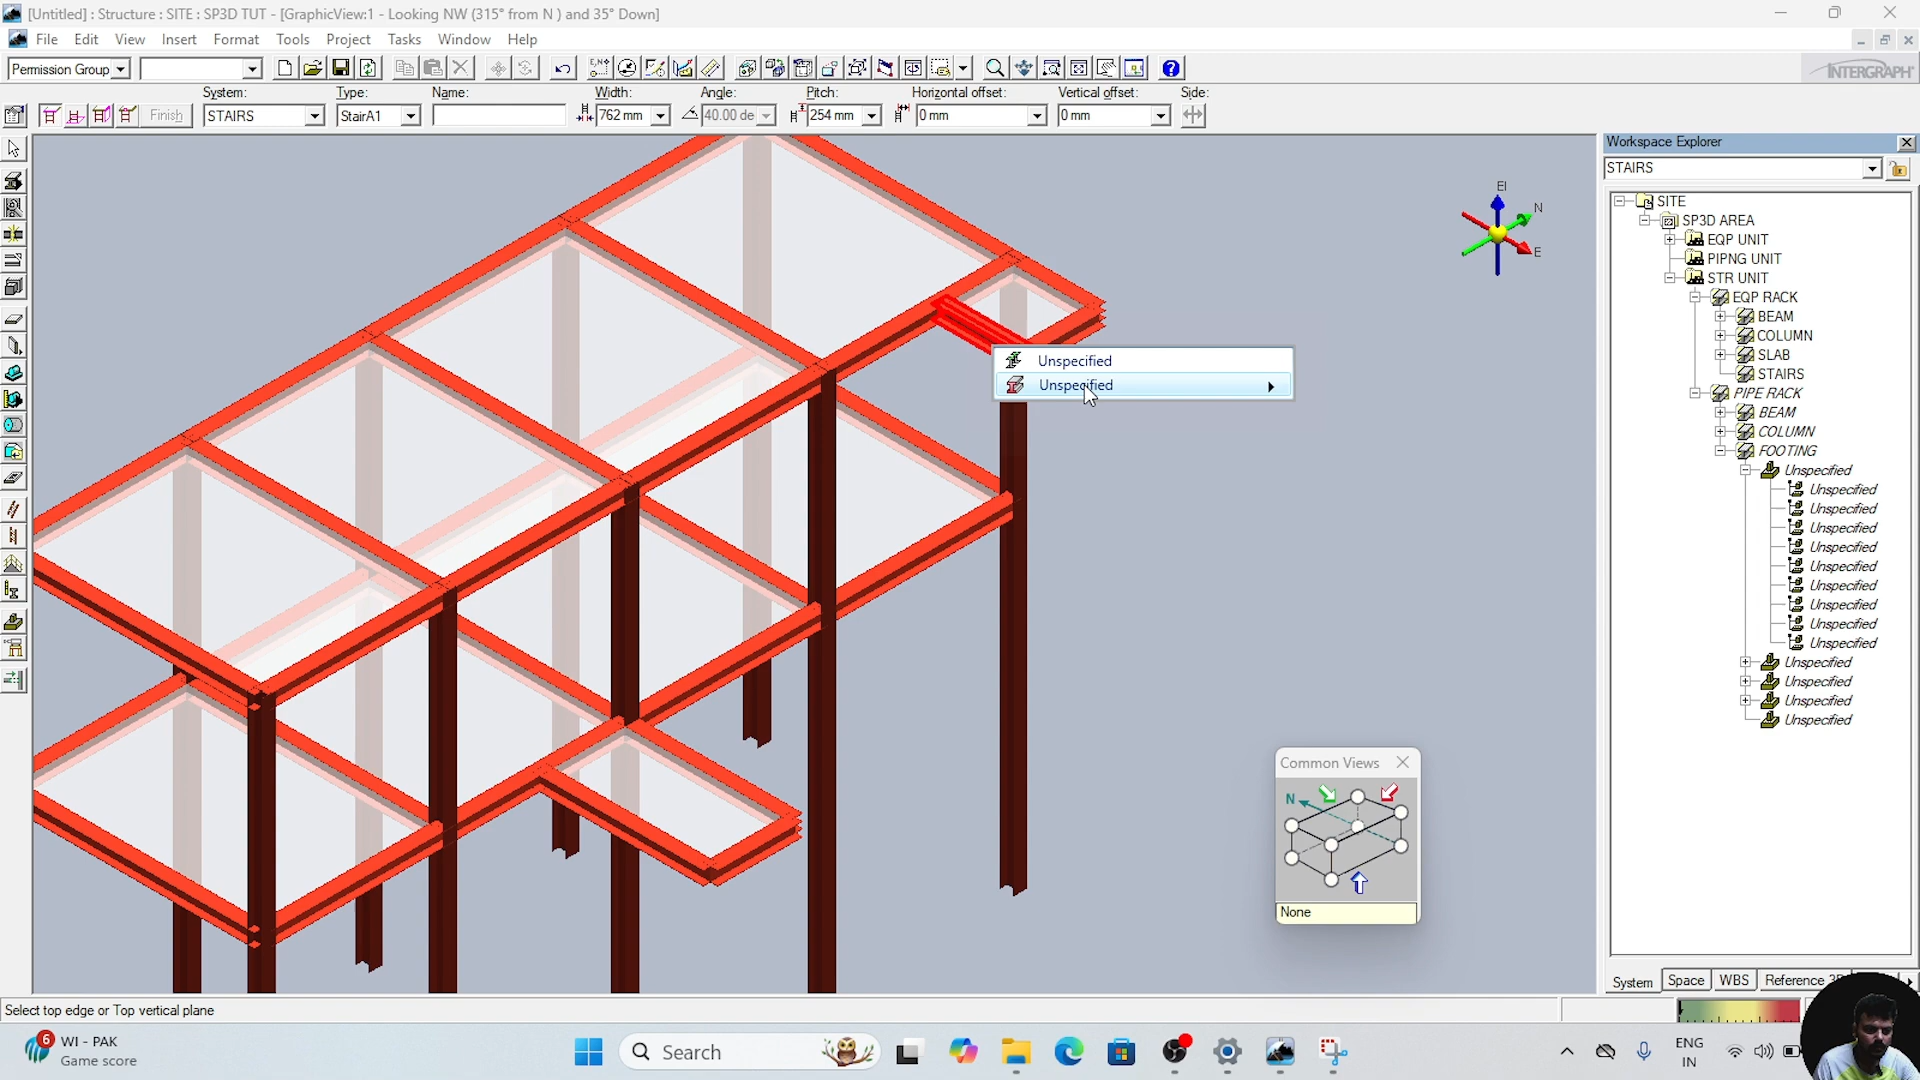 [Untitled] : Structure : SITE : SP3D TUT - [GraphicView:1 - Looking NW (315° from N ) and 35° Down]
File Edit View Insert Format Tools Project Tasks Window Help
Permission Group
INTERGRAPH
System: Type: Name: Width: Angle: Pitch: Horizontal offset: Vertical offset: Side:
Finish STAIRS StairA1 762 mm 40.00 de 254 mm 0 mm 0 mm
Workspace Explorer
STAIRS
SITE
SP3D AREA
EQP UNIT
PIPNG UNIT
STR UNIT
EQP RACK
BEAM
COLUMN
SLAB
STAIRS
PIPE RACK
BEAM
COLUMN
FOOTING
Unspecified
Unspecified
Unspecified
Unspecified
Unspecified
Unspecified
Unspecified
Unspecified
Unspecified
Unspecified
Unspecified
Unspecified
Unspecified
Unspecified
El
N
E
Unspecified
Unspecified
Common Views
N
None
System Space WBS Reference 3
Select top edge or Top vertical plane
6
WI - PAK
Game score
Search
ENG
IN